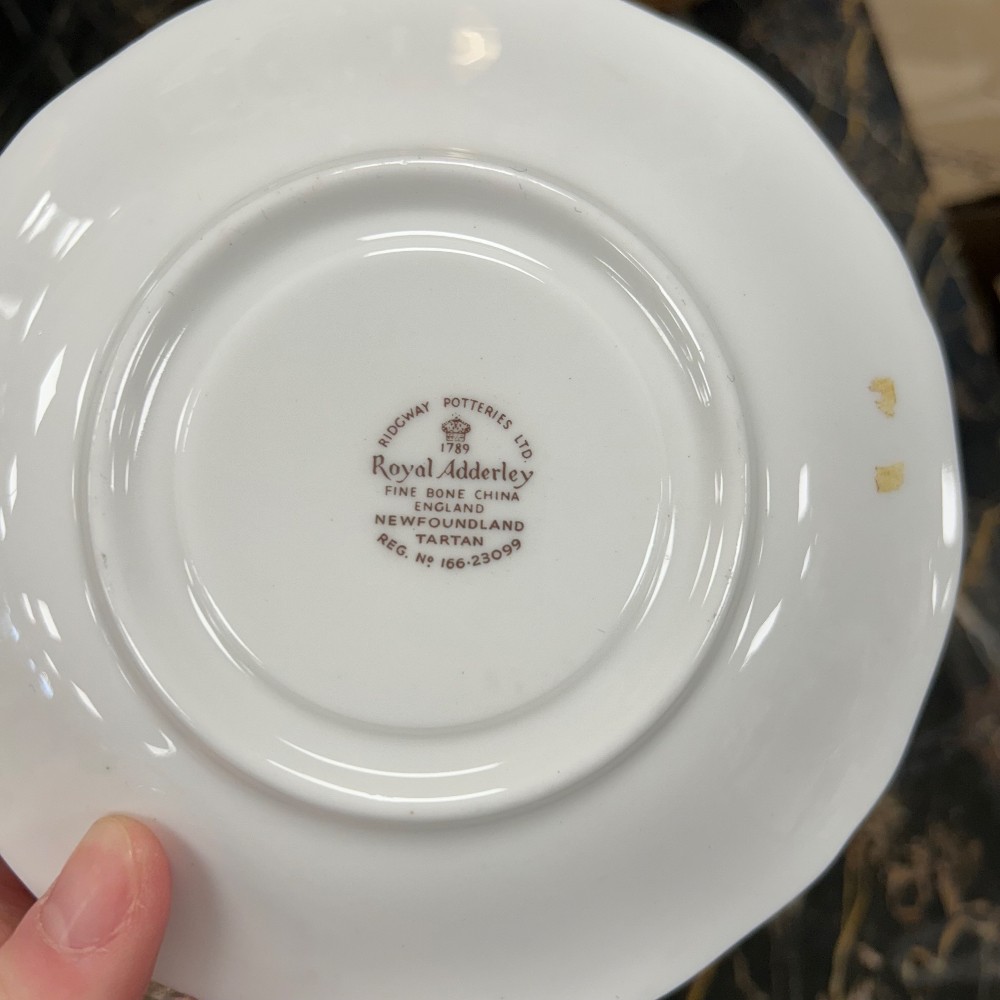 RIDGWAY POTTERIES LTD.
1789
Royal Adderley
FINE BONE CHINA
ENGLAND
NEWFOUNDLAND
TARTAN
REG. Nº 166·23099